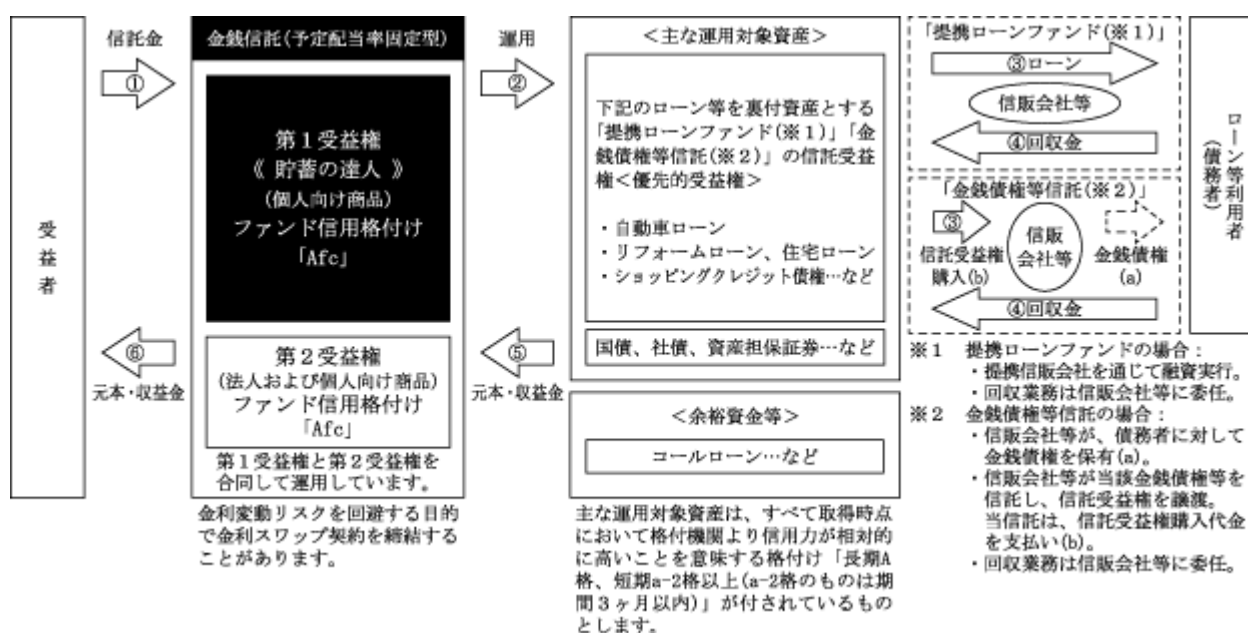 受益者
信託金
①
⑥
元本・収益金
金銭信託(予定配当率固定型)
第1受益権
《 貯蓄の達人 》
(個人向け商品)
ファンド信用格付け
「Afc」
第2受益権
(法人および個人向け商品)
ファンド信用格付け
「Afc」
第1受益権と第2受益権を
合同して運用しています。
金利変動リスクを回避する目的
で金利スワップ契約を締結する
ことがあります。
運用
②
⑤
元本・収益金
＜主な運用対象資産＞
下記のローン等を裏付資産とする
「提携ローンファンド(※1)」「金
銭債権等信託(※2)」の信託受益
権＜優先的受益権＞
・自動車ローン
・リフォームローン、住宅ローン
・ショッピングクレジット債権…など
国債、社債、資産担保証券…など
＜余裕資金等＞
コールローン…など
主な運用対象資産は、すべて取得時点
において格付機関より信用力が相対的
に高いことを意味する格付け「長期A
格、短期a-2格以上(a-2格のものは期
間3ヶ月以内)」が付されているもの
とします。
「提携ローンファンド(※1)」
③ローン
信販会社等
④回収金
「金銭債権等信託(※2)」
③
信託受益権
購入(b)
信販
会社等
金銭債権
(a)
④回収金
ローン等利用者
(債務者)
※1 提携ローンファンドの場合：
・提携信販会社を通じて融資実行。
・回収業務は信販会社等に委任。
※2 金銭債権等信託の場合：
・信販会社等が、債務者に対して
金銭債権を保有(a)。
・信販会社等が当該金銭債権等を
信託し、信託受益権を譲渡。
当信託は、信託受益権購入代金
を支払い(b)。
・回収業務は信販会社等に委任。